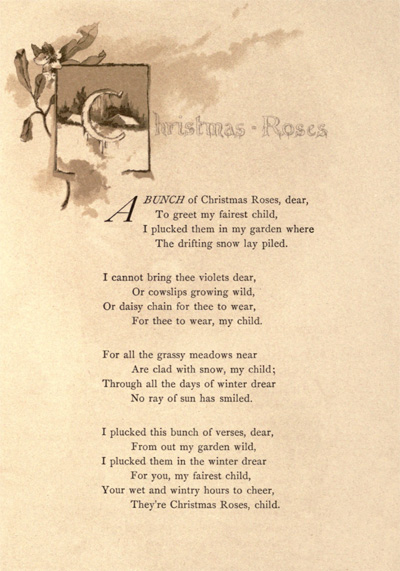 Christmas - Roses
A BUNCH of Christmas Roses, dear,
To greet my fairest child,
I plucked them in my garden where
The drifting snow lay piled.
I cannot bring thee violets dear,
Or cowslips growing wild,
Or daisy chain for thee to wear,
For thee to wear, my child.
For all the grassy meadows near
Are clad with snow, my child;
Through all the days of winter drear
No ray of sun has smiled.
I plucked this bunch of verses, dear,
From out my garden wild,
I plucked them in the winter drear
For you, my fairest child,
Your wet and wintry hours to cheer,
They're Christmas Roses, child.